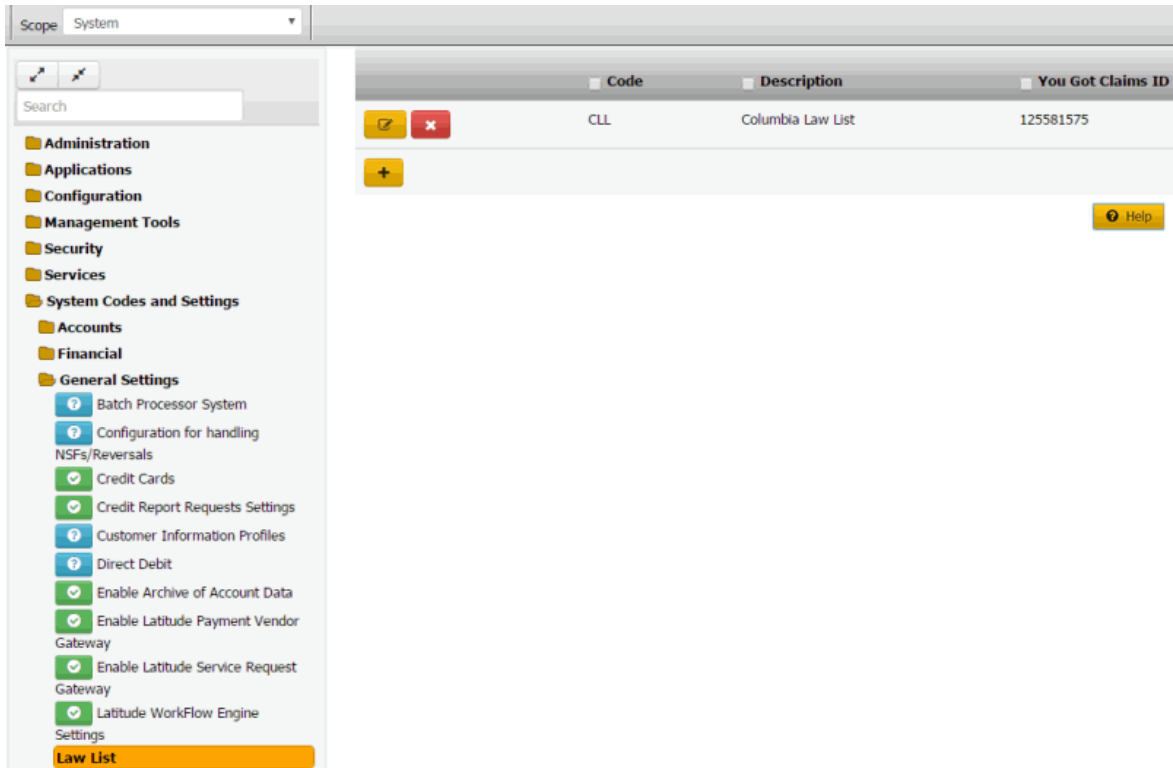 Scope System
Search
Administration
Applications
Configuration
Management Tools
Security
Services
System Codes and Settings
Accounts
Financial
General Settings
Batch Processor System
Configuration for handling
NSFs/Reversals
Credit Cards
Credit Report Requests Settings
Customer Information Profiles
Direct Debit
Enable Archive of Account Data
Enable Latitude Payment Vendor
Gateway
Enable Latitude Service Request
Gateway
Latitude WorkFlow Engine
Settings
Law List
Code Description You Got Claims ID
CLL Columbia Law List 125581575
Help